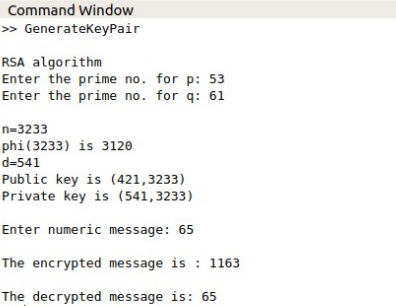 Command Window
>> GenerateKeyPair
RSA algorithm
Enter the prime no. for p: 53
Enter the prime no. for q: 61
n=3233
phi(3233) is 3120
d=541
Public key is (421,3233)
Private key is (541,3233)
Enter numeric message: 65
The encrypted message is : 1163
The decrypted message is: 65